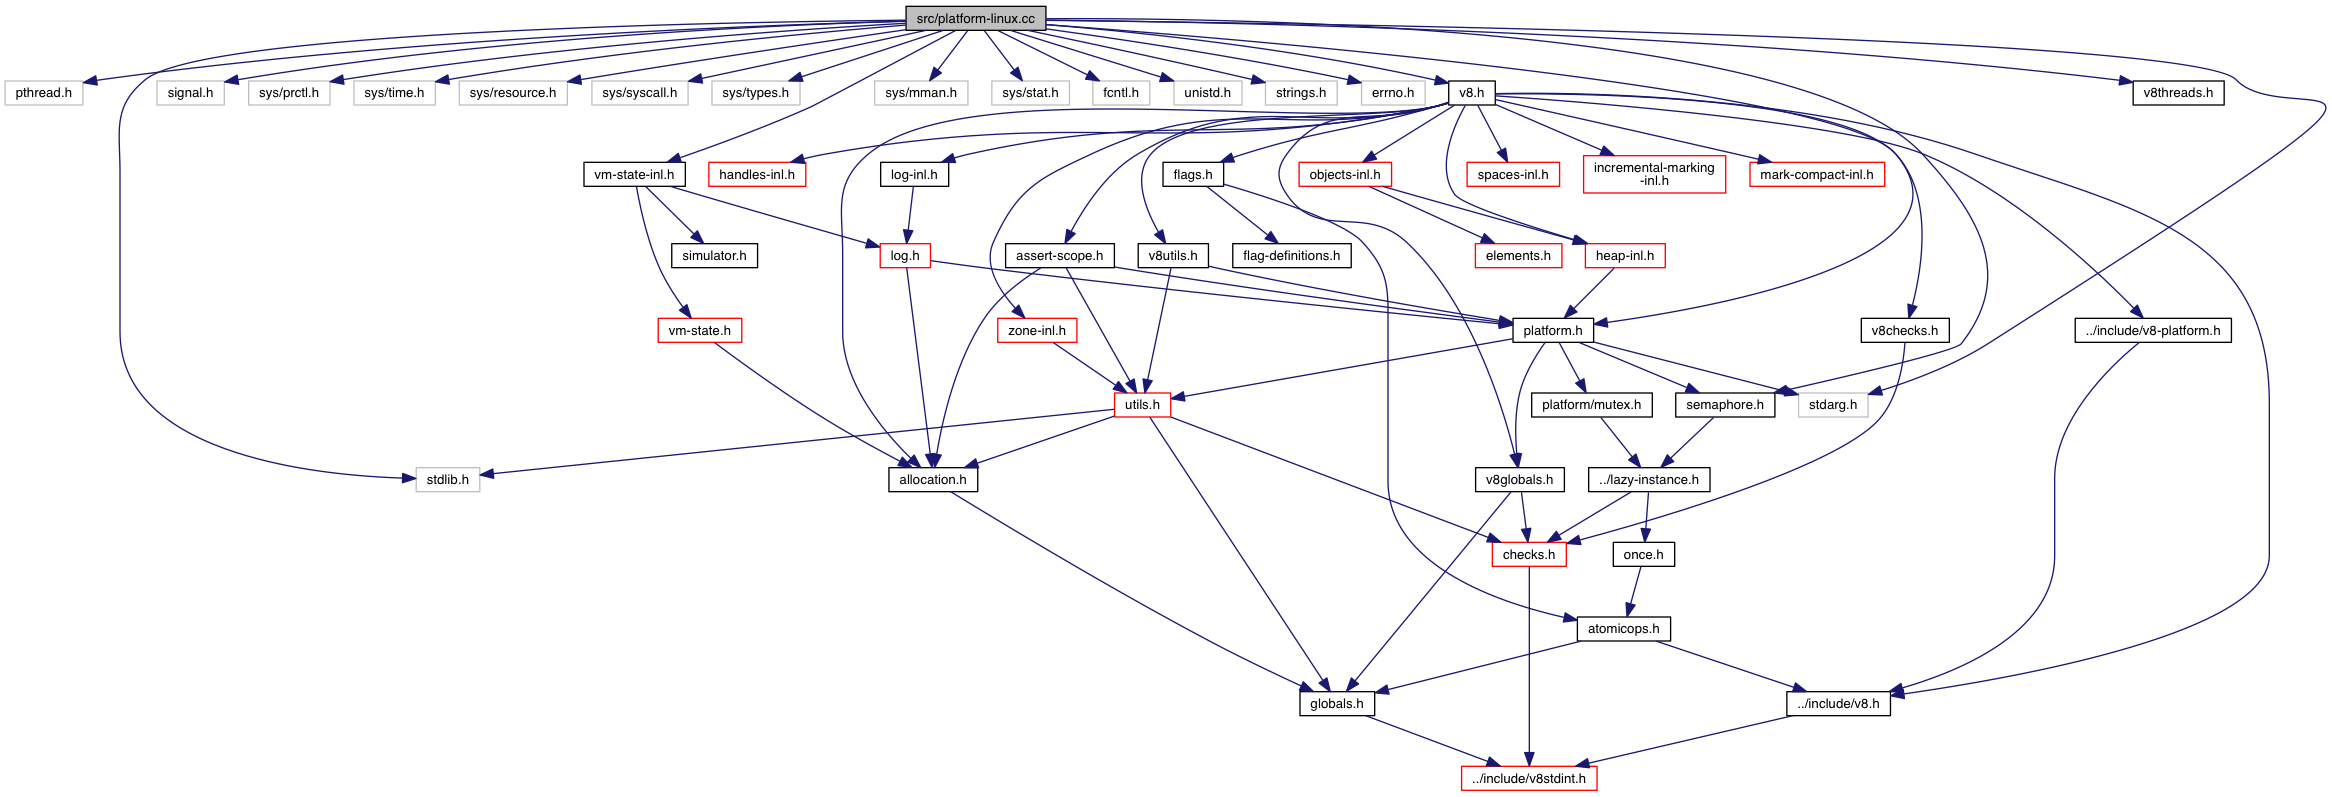 src/platform-linux.cc
pthread.h
signal.h
sys/prctl.h
sys/time.h
sys/resource.h
sys/syscall.h
sys/types.h
sys/mman.h
sys/stat.h
fcntl.h
unistd.h
strings.h
errno.h
v8.h
v8threads.h
vm-state-inl.h
handles-inl.h
log-inl.h
flags.h
objects-inl.h
spaces-inl.h
incremental-marking
-inl.h
mark-compact-inl.h
simulator.h
log.h
assert-scope.h
v8utils.h
flag-definitions.h
elements.h
heap-inl.h
vm-state.h
zone-inl.h
platform.h
v8checks.h
../include/v8-platform.h
utils.h
platform/mutex.h
semaphore.h
stdarg.h
stdlib.h
allocation.h
v8globals.h
../lazy-instance.h
checks.h
once.h
atomicops.h
globals.h
../include/v8.h
../include/v8stdint.h